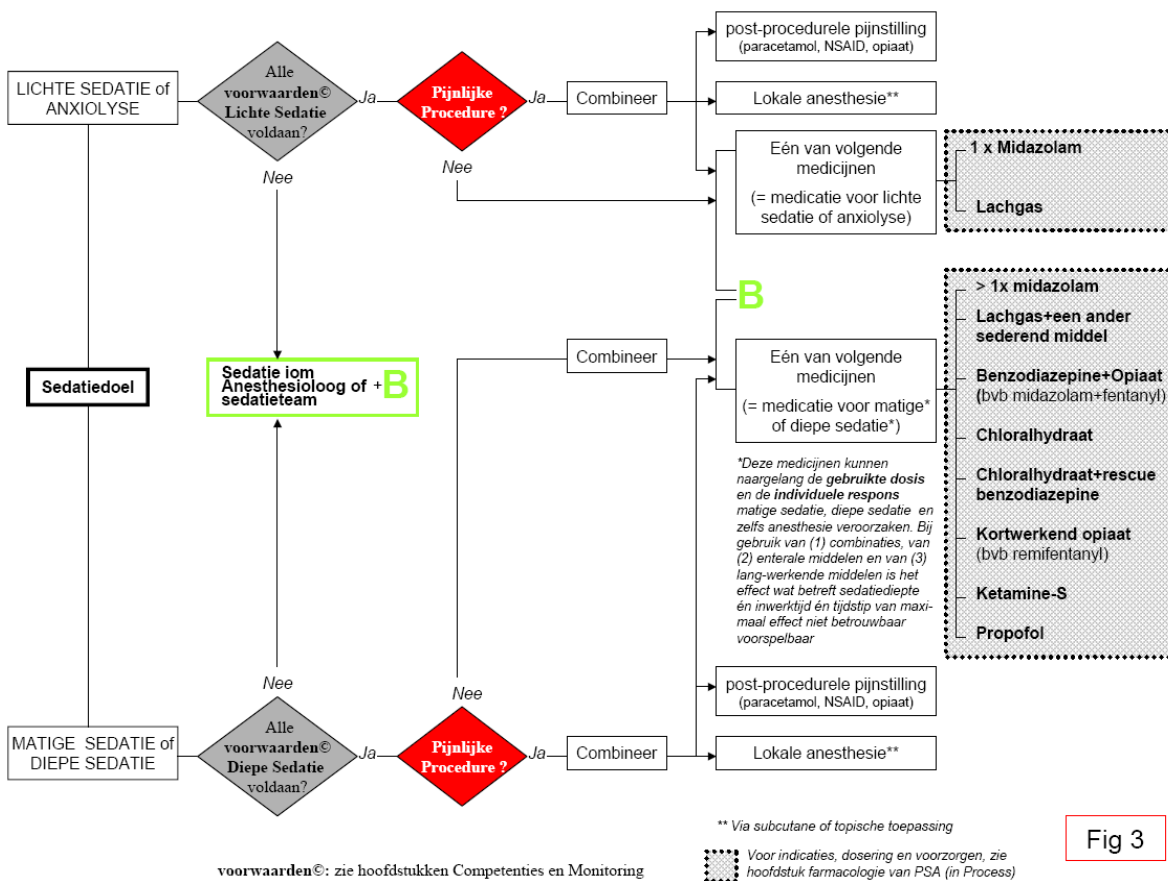 post-procedurele pijnstilling
(paracetamol, NSAID, opiaat)
LICHTE SEDATIE of
ANXIOLYSE
Alle
voorwaarden©
Lichte Sedatie
voldaan?
Ja
Pijnlijke
Procedure ?
Ja
Combineer
Lokale anesthesie**
Nee
Nee
Eén van volgende
medicijnen
(= medicatie voor lichte
sedatie of anxiolyse)
1 x Midazolam
Lachgas
B
Sedatiedoel
Sedatie iom
Anesthesioloog of
sedatieteam
+B
Combineer
Eén van volgende
medicijnen
(= medicatie voor matige*
of diepe sedatie*)
> 1x midazolam
Lachgas+een ander
sederend middel
Benzodiazepine+Opiaat
(bvb midazolam+fentanyl)
Chloralhydraat
Chloralhydraat+rescue
benzodiazepine
Kortwerkend opiaat
(bvb remifentanyl)
Ketamine-S
Propofol
*Deze medicijnen kunnen
naargelang de gebruikte dosis
en de individuele respons
matige sedatie, diepe sedatie en
zelfs anesthesie veroorzaken. Bij
gebruik van (1) combinaties, van
(2) enterale middelen en van (3)
lang-werkende middelen is het
effect wat betreft sedatiediepte
én inwerktijd én tijdstip van maxi-
maal effect niet betrouwbaar
voorspelbaar
Nee
Nee
MATIGE SEDATIE of
DIEPE SEDATIE
Alle
voorwaarden©
Diepe Sedatie
voldaan?
Ja
Pijnlijke
Procedure ?
Ja
Combineer
post-procedurele pijnstilling
(paracetamol, NSAID, opiaat)
Lokale anesthesie**
** Via subcutane of topische toepassing
Fig 3
voorwaarden©: zie hoofdstukken Competenties en Monitoring
Voor indicaties, dosering en voorzorgen, zie
hoofdstuk farmacologie van PSA (in Process)